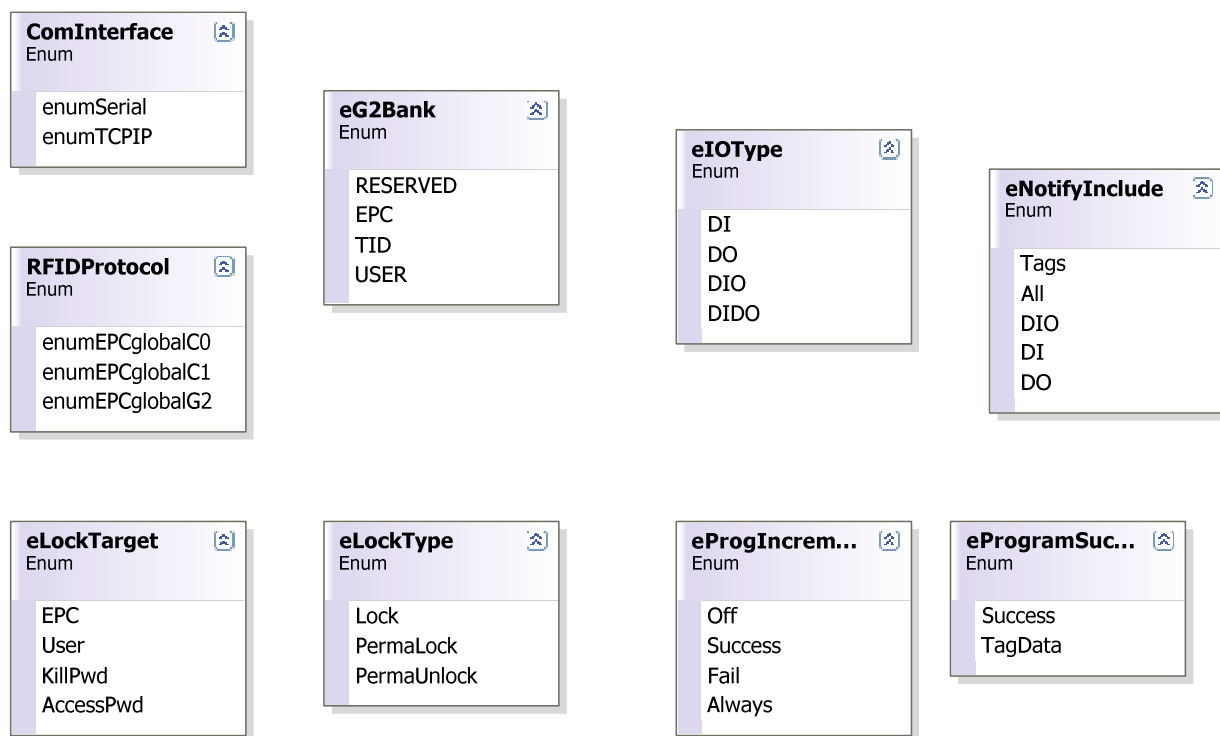 ComInterface
Enum
enumSerial
enumTCPIP
eG2Bank
Enum
RESERVED
EPC
TID
USER
eIOType
Enum
DI
DO
DIO
DIDO
eNotifyInclude
Enum
Tags
All
DIO
DI
DO
RFIDProtocol
Enum
enumEPCglobalC0
enumEPCglobalC1
enumEPCglobalG2
eLockTarget
Enum
EPC
User
KillPwd
AccessPwd
eLockType
Enum
Lock
PermaLock
PermaUnlock
eProgIncrem...
Enum
Off
Success
Fail
Always
eProgramSuc...
Enum
Success
TagData